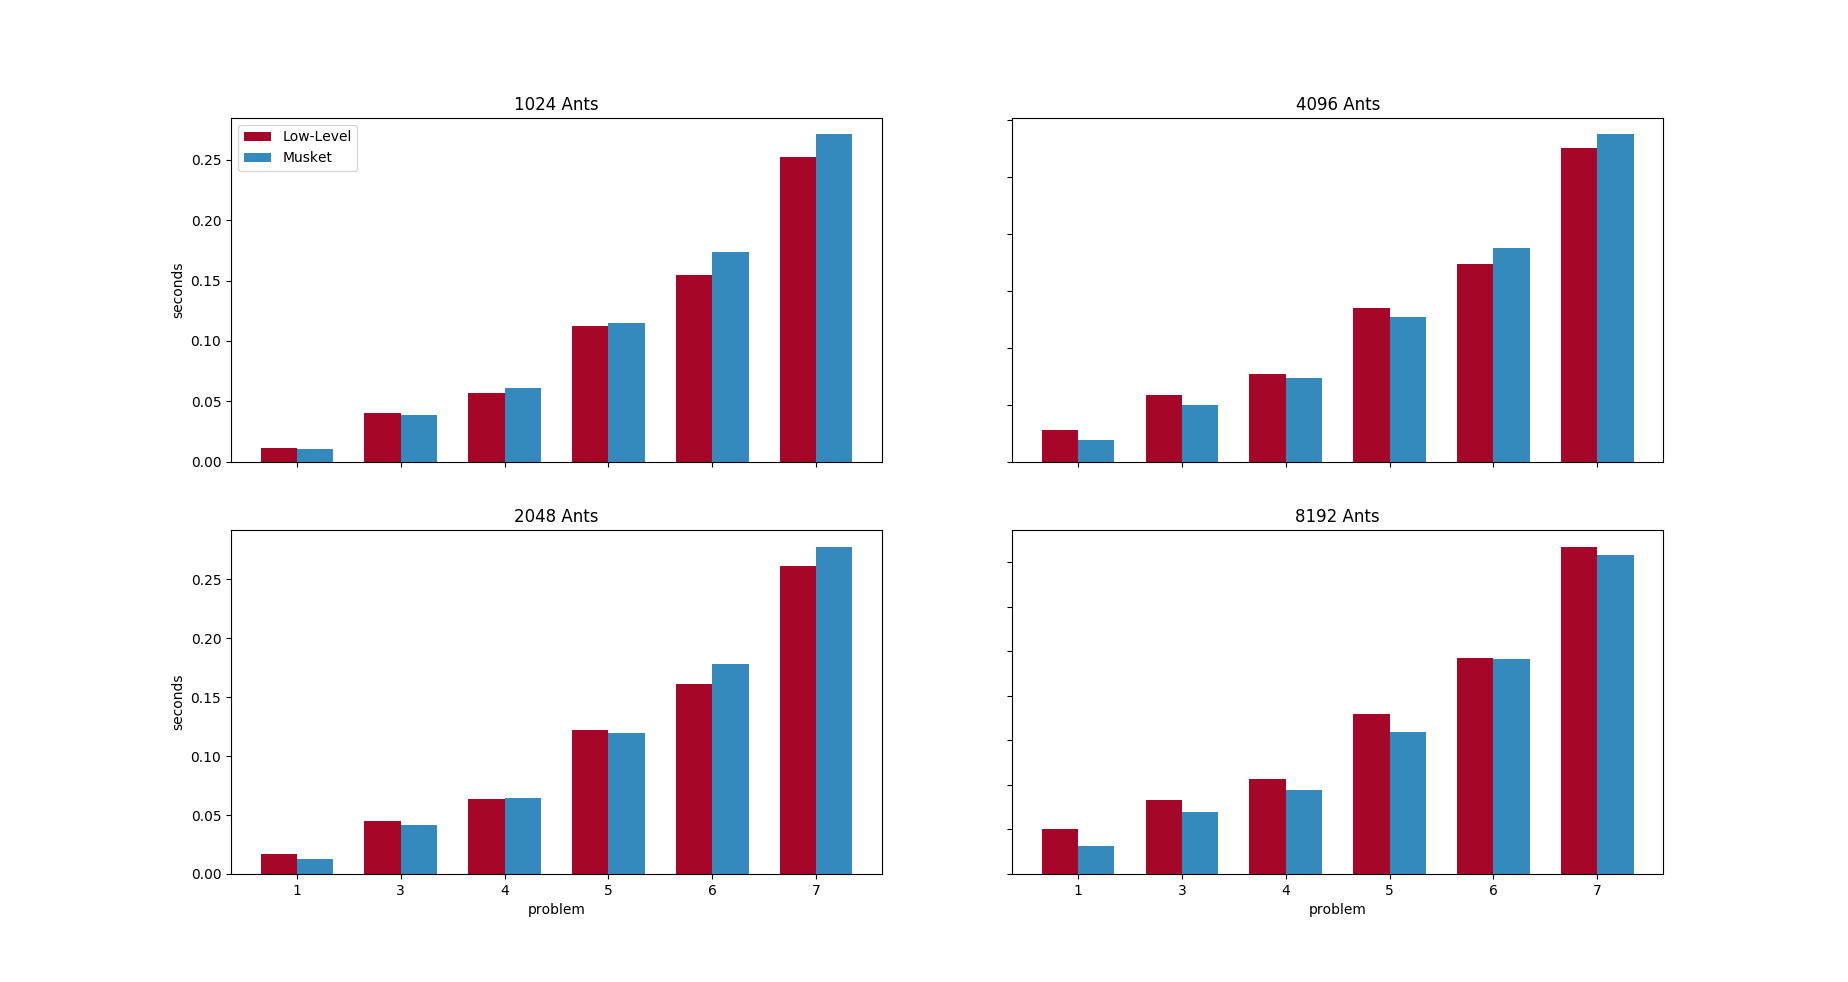 1024 Ants
Low-Level
Musket
0.25
0.20
0.15
0.10
0.05
0.00
seconds
4096 Ants
2048 Ants
0.25
0.20
0.15
0.10
0.05
0.00
seconds
1 3 4 5 6 7
problem
8192 Ants
1 3 4 5 6 7
problem